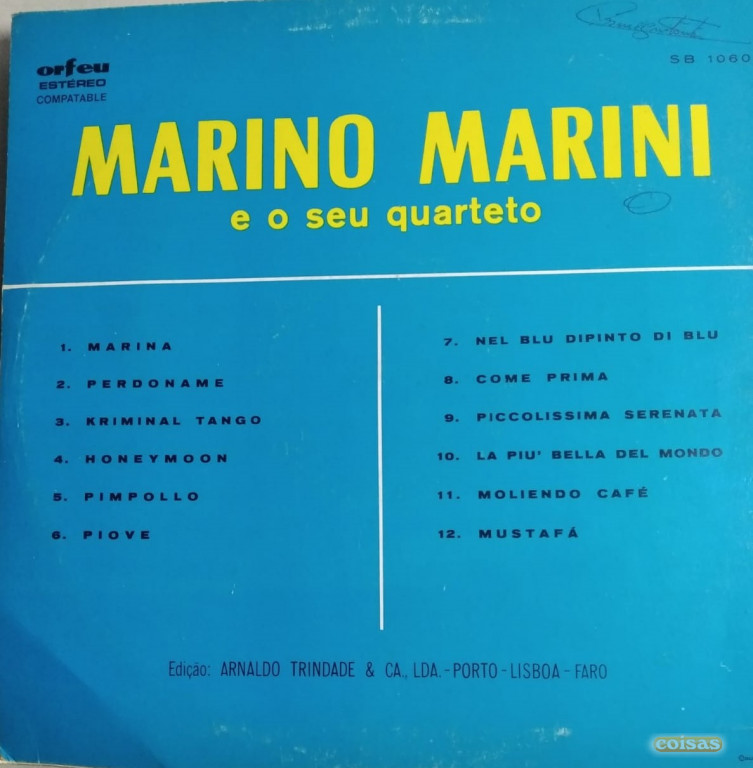 orfeu
ESTÉREO
COMPATABLE
SB 1060
MARINO MARINI
e o seu quarteto
1. MARINA
2. PERDONAME
3. KRIMINAL TANGO
4. HONEYMOON
5. PIMPOLLO
6. PIOVE
7. NEL BLU DIPINTO DI BLU
8. COME PRIMA
9. PICCOLISSIMA SERENATA
10. LA PIU' BELLA DEL MONDO
11. MOLIENDO CAFÉ
12. MUSTAFÁ
Edição: ARNALDO TRINDADE & CA., LDA. - PORTO - LISBOA - FARO
coisas